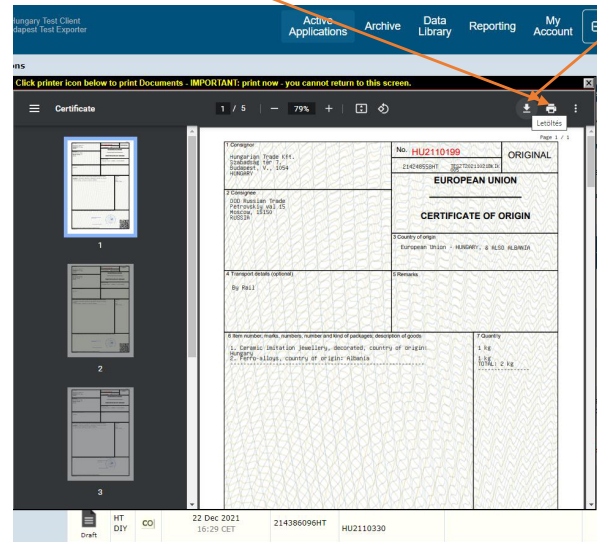 Hungary Test Client
dapest Test Exporter
Active Applications
Archive
Data Library
Reporting
My Account
ns
Click printer icon below to print Documents - IMPORTANT: print now - you cannot return to this screen.
Certificate
1 / 5
79%
Letöltés
Page 1 / 1
1
2
3
1 Consignor
Hungarian Trade Kft.
Szabadság tér 7.
Budapest, V., 1054
HUNGARY
No. HU2110199
ORIGINAL
214248558HT
EUROPEAN UNION
CERTIFICATE OF ORIGIN
2 Consignee
OOO Russian Trade
Petrovskiy val 15
Moscow, 19150
RUSSIA
3 Country of origin
European Union - HUNGARY, & ALSO ALBANIA
4 Transport details (optional)
By Rail
5 Remarks
6 Item number, marks, numbers, number and kind of packages; description of goods
7 Quantity
1. Ceramic imitation jewellery, decorated, country of origin:
Hungary
2. Ferro-alloys, country of origin: Albania
1 kg
1 kg
TOTAL: 2 kg
Draft
HT
DIY
CO
22 Dec 2021
16:29 CET
214386096HT
HU2110330